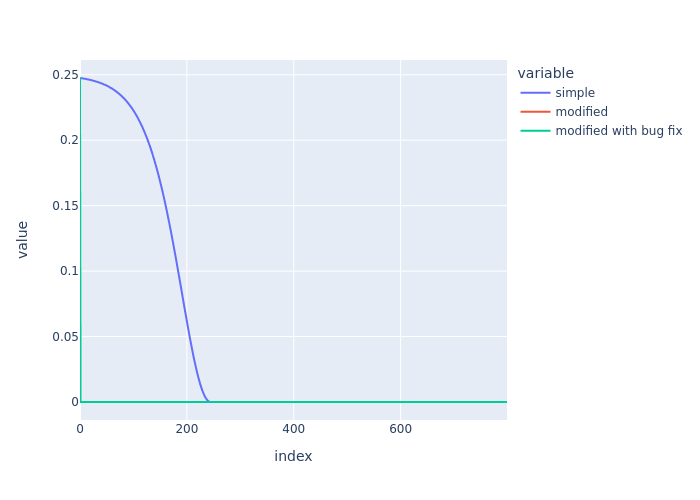 variable
simple
modified
modified with bug fix
0.25
0.2
0.15
0.1
0.05
0
value
0
200
400
600
index